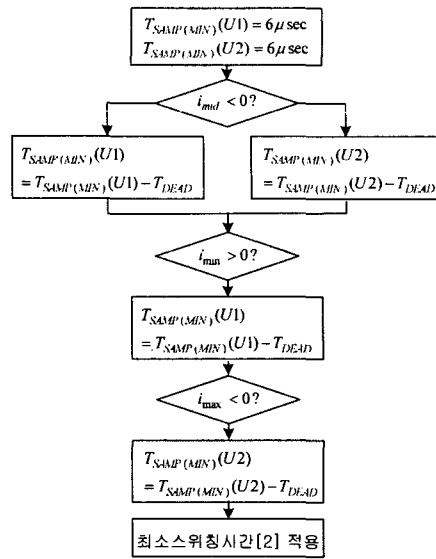 T_SAMP(MIN)(U1) = 6μsec
T_SAMP(MIN)(U2) = 6μsec
i_mid < 0?
T_SAMP(MIN)(U1)
= T_SAMP(MIN)(U1) − T_DEAD
T_SAMP(MIN)(U2)
= T_SAMP(MIN)(U2) − T_DEAD
i_min > 0?
T_SAMP(MIN)(U1)
= T_SAMP(MIN)(U1) − T_DEAD
i_max < 0?
T_SAMP(MIN)(U2)
= T_SAMP(MIN)(U2) − T_DEAD
최소스위칭시간[2] 적용